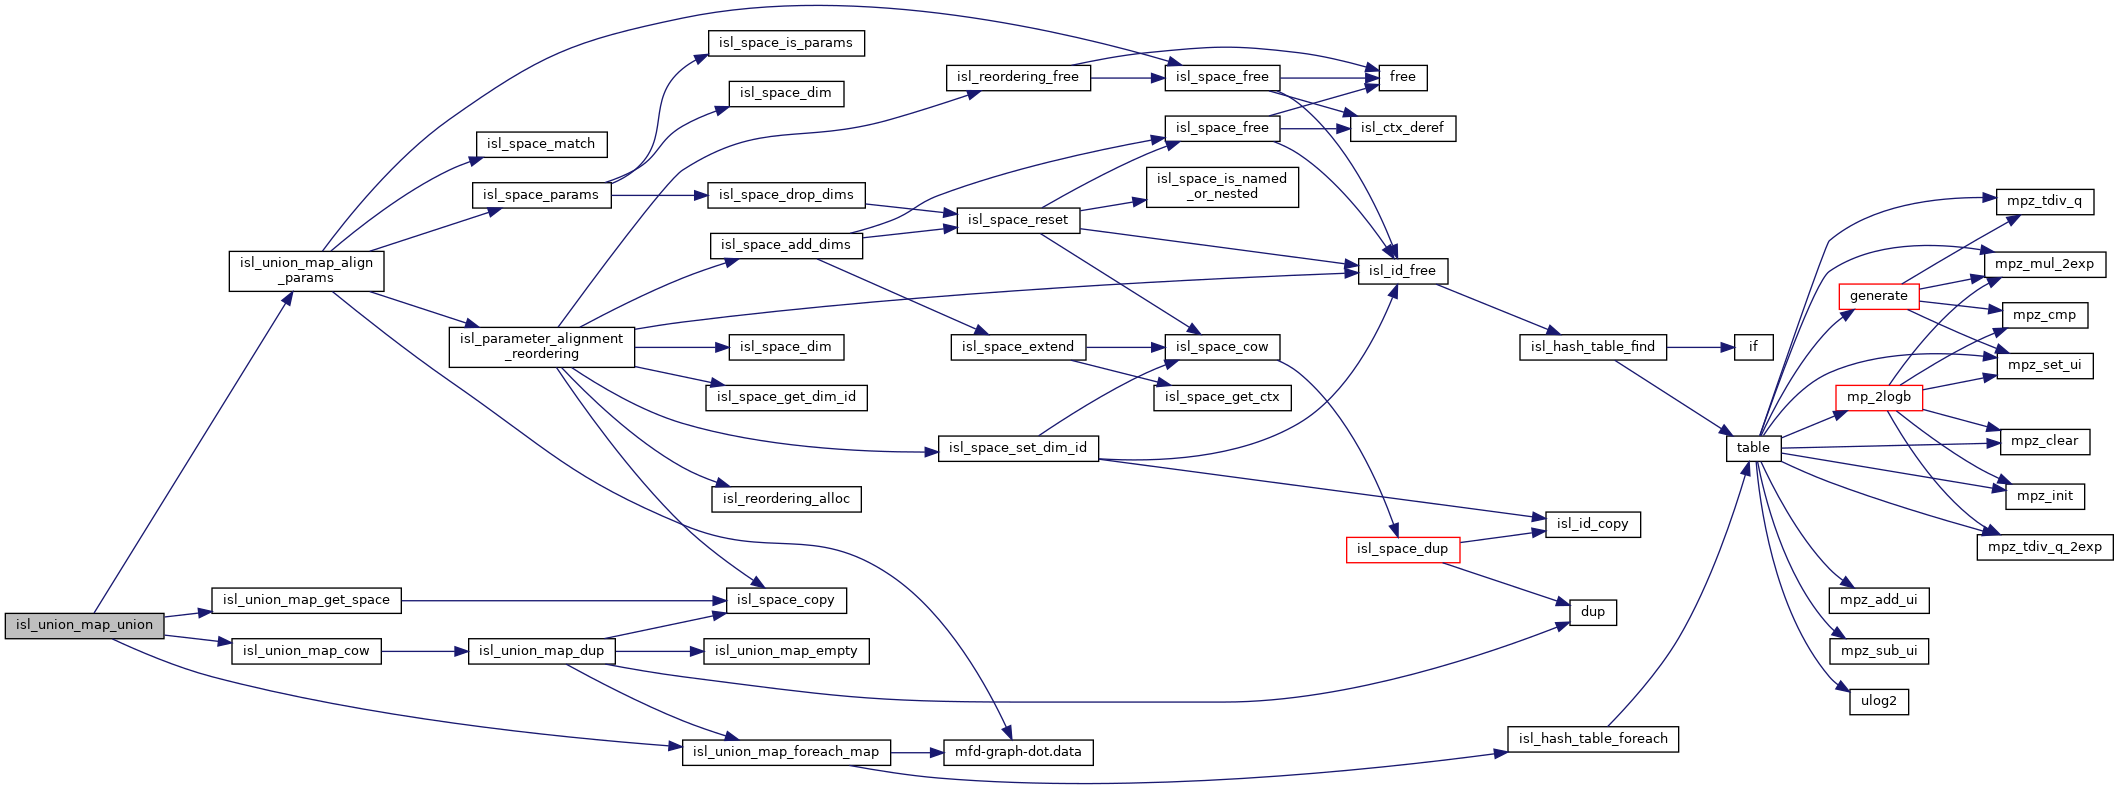 isl_space_is_params
isl_reordering_free
isl_space_free
free
isl_space_dim
isl_space_free
isl_ctx_deref
isl_space_match
isl_space_params
isl_space_drop_dims
isl_space_is_named
_or_nested
mpz_tdiv_q
isl_space_reset
isl_space_add_dims
isl_union_map_align
_params
isl_id_free
mpz_mul_2exp
generate
mpz_cmp
isl_parameter_alignment
_reordering
isl_space_dim
isl_space_extend
isl_space_cow
isl_hash_table_find
if
mpz_set_ui
isl_space_get_dim_id
isl_space_get_ctx
mp_2logb
isl_space_set_dim_id
table
mpz_clear
isl_reordering_alloc
mpz_init
isl_id_copy
isl_space_dup
mpz_tdiv_q_2exp
isl_union_map_get_space
isl_space_copy
mpz_add_ui
dup
isl_union_map_union
isl_union_map_cow
isl_union_map_dup
isl_union_map_empty
mpz_sub_ui
ulog2
isl_union_map_foreach_map
mfd-graph-dot.data
isl_hash_table_foreach